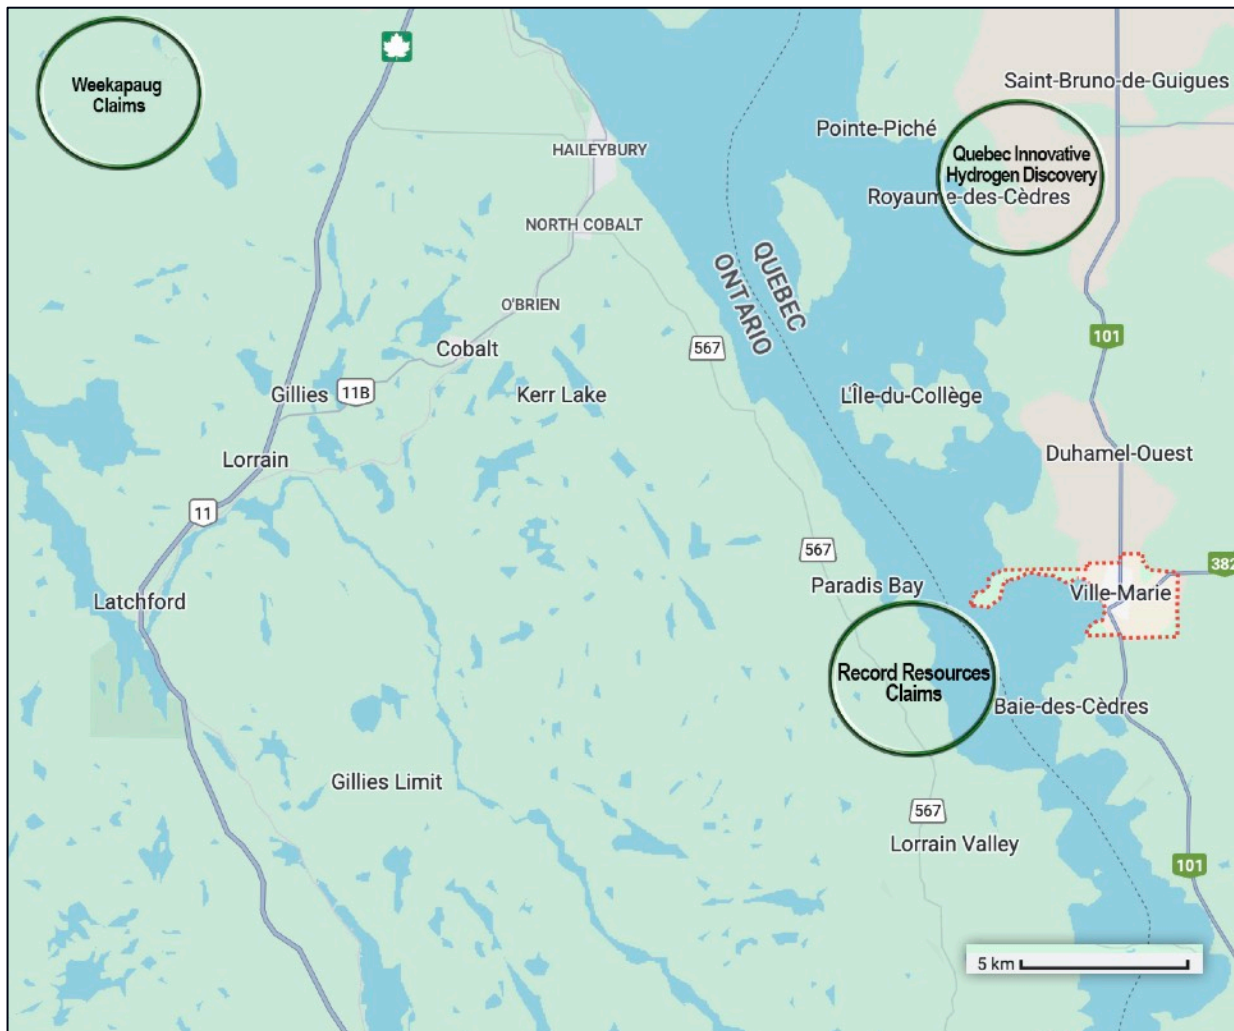 Weekapaug
Claims
Saint-Bruno-de-Guigues
Pointe-Piché
HAILEYBURY
Quebec Innovative
Hydrogen Discovery
Royaume-des-Cèdres
NORTH COBALT
QUEBEC
ONTARIO
O'BRIEN
101
Cobalt
567
Gillies
11B
Kerr Lake
L'Île-du-Collège
Lorrain
Duhamel-Ouest
11
567
382
Latchford
Paradis Bay
Ville-Marie
Record Resources
Claims
Baie-des-Cèdres
Gillies Limit
567
Lorrain Valley
101
5 km